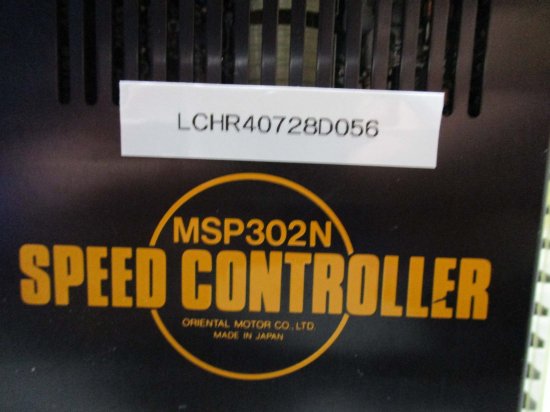 LCHR40728D056
MSP302N
SPEED CONTROLLER
ORIENTAL MOTOR CO., LTD.
MADE IN JAPAN